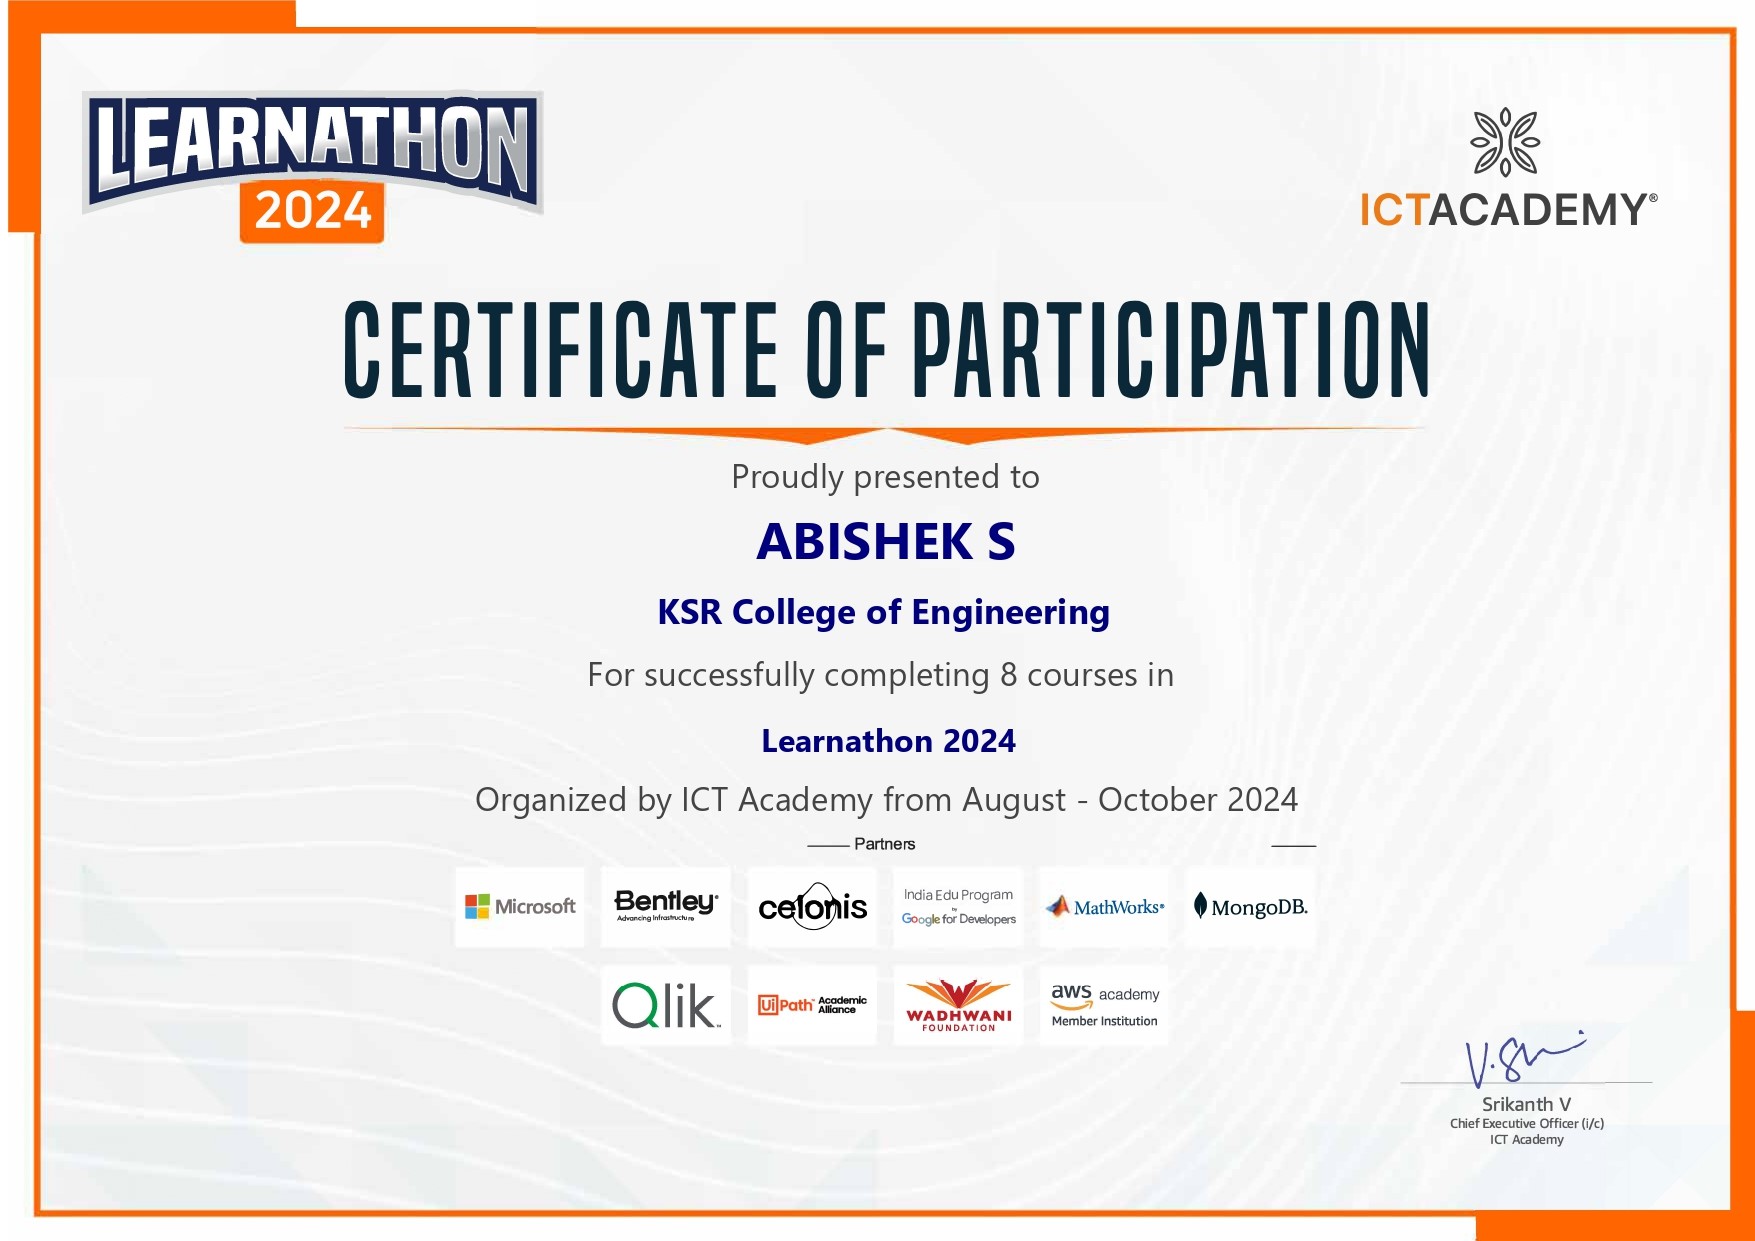 LEARNATHON
2024
ICTACADEMY®
CERTIFICATE OF PARTICIPATION
Proudly presented to
ABISHEK S
KSR College of Engineering
For successfully completing 8 courses in
Learnathon 2024
Organized by ICT Academy from August - October 2024
Partners
Microsoft
Bentley®
Advancing Infrastructure
celonis
India Edu Program
by
Google for Developers
MathWorks®
MongoDB.
Qlik™
UiPath™ Academic Alliance
WADHWANI
FOUNDATION
aws academy
Member Institution
V.S
Srikanth V
Chief Executive Officer (i/c)
ICT Academy